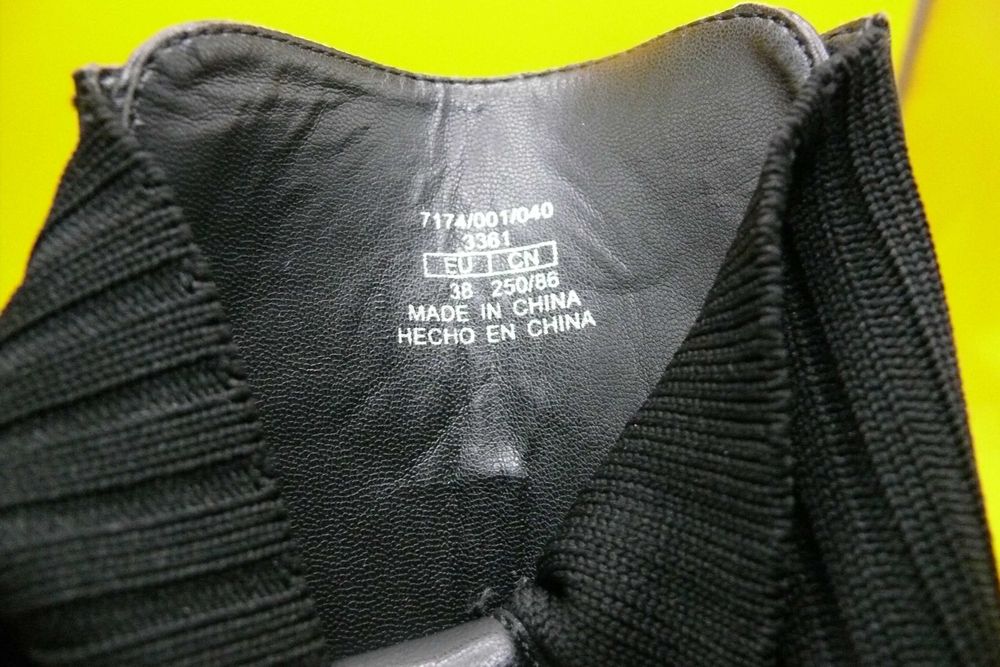 7174/001/040
3361
EU CN
38 250/86
MADE IN CHINA
HECHO EN CHINA